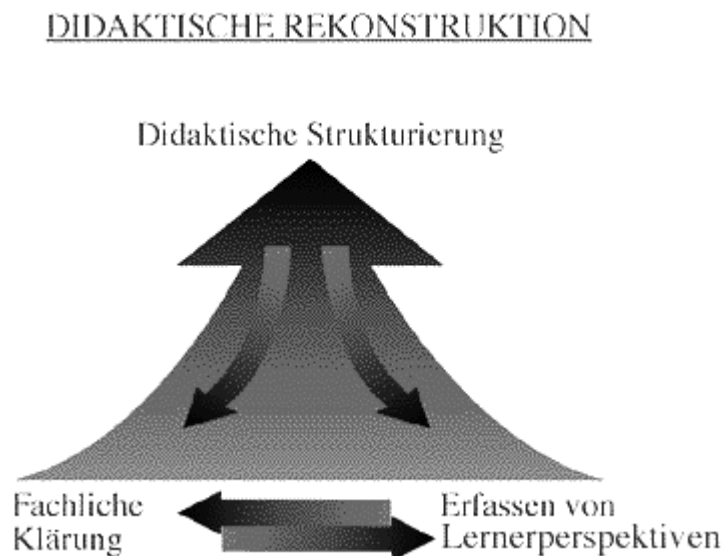 DIDAKTISCHE REKONSTRUKTION
Didaktische Strukturierung
Fachliche
Klärung
Erfassen von
Lernerperspektiven